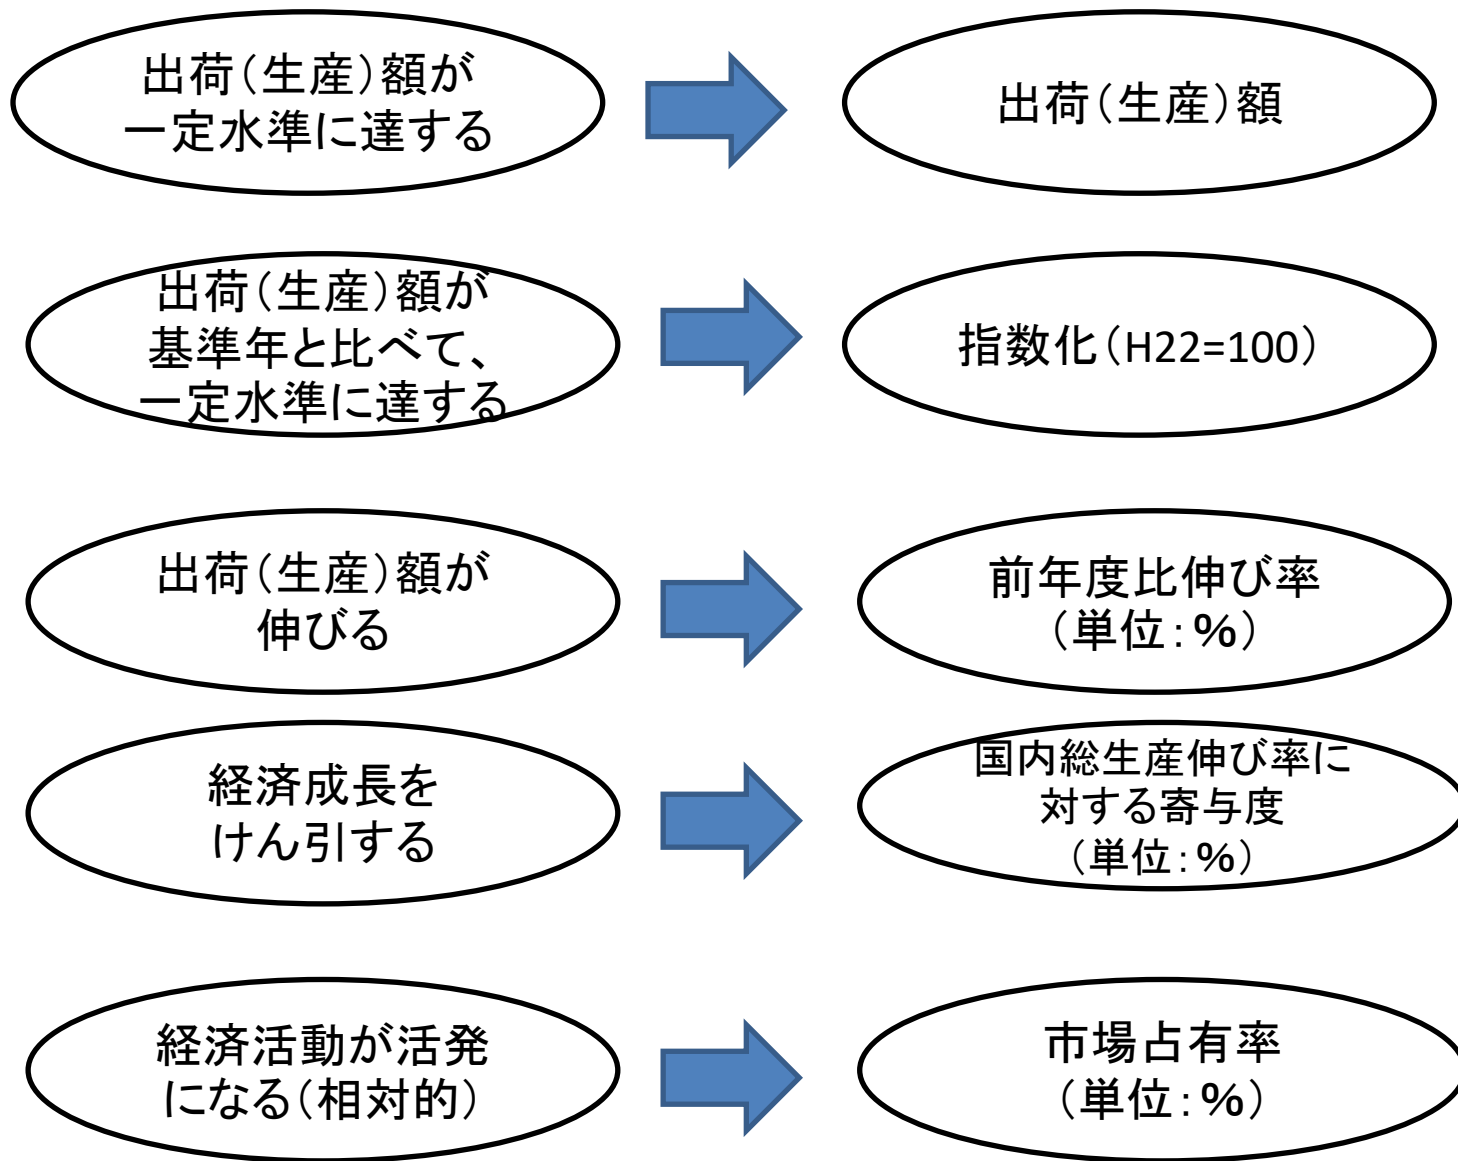 出荷（生産）額が
一定水準に達する
出荷（生産）額
出荷（生産）額が
基準年と比べて、
一定水準に達する
指数化（H22=100）
出荷（生産）額が
伸びる
前年度比伸び率
（単位：％）
経済成長を
けん引する
国内総生産伸び率に
対する寄与度
（単位：％）
経済活動が活発
になる（相対的）
市場占有率
（単位：％）